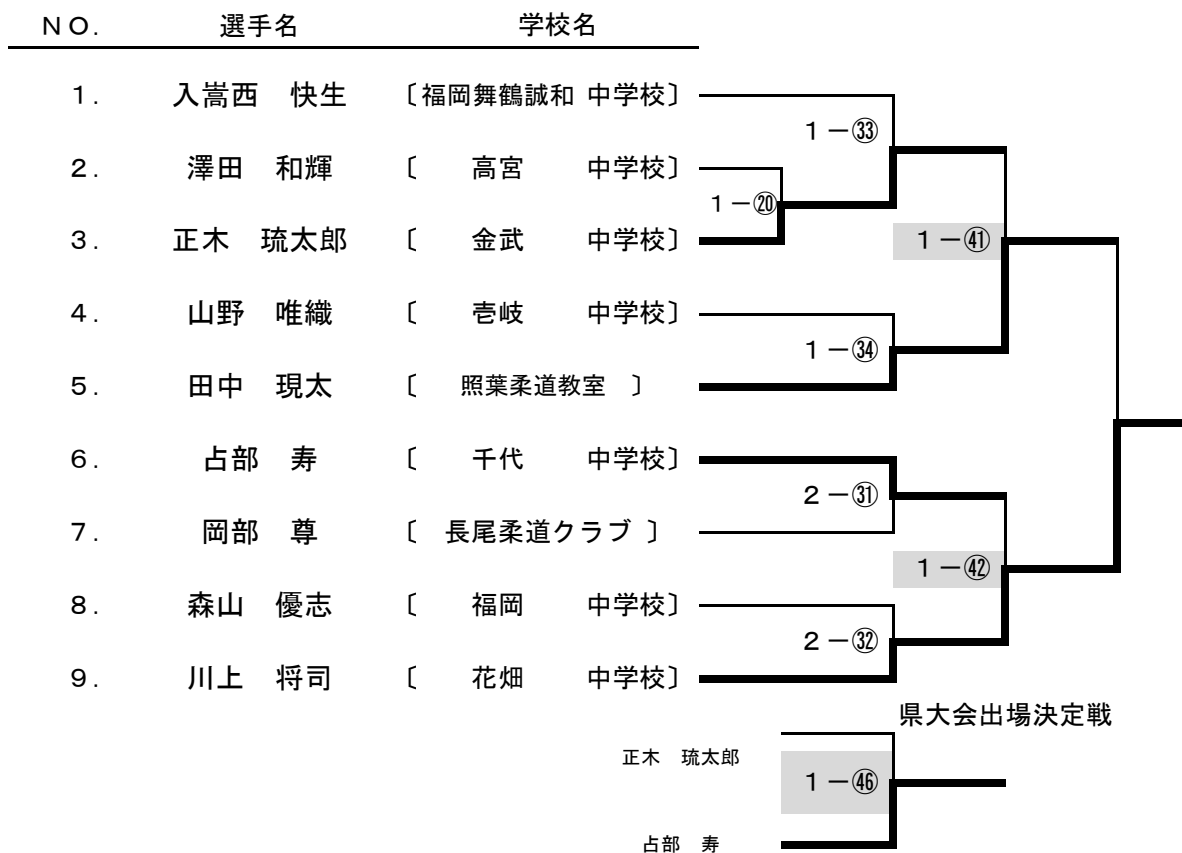 ＮＯ. 選手名 学校名
１. 入嵩西　快生 〔福岡舞鶴誠和 中学校〕
１－㉝
２. 澤田　和輝 〔 高宮 中学校〕
１－⑳
３. 正木　琉太郎 〔 金武 中学校〕
１－㊶
４. 山野　唯織 〔 壱岐 中学校〕
１－㉞
５. 田中　現太 〔 照葉柔道教室 〕
６. 占部　寿 〔 千代 中学校〕
２－㉛
７. 岡部　尊 〔 長尾柔道クラブ 〕
１－㊷
８. 森山　優志 〔 福岡 中学校〕
２－㉜
９. 川上　将司 〔 花畑 中学校〕
県大会出場決定戦
正木　琉太郎
１－㊻
占部　寿